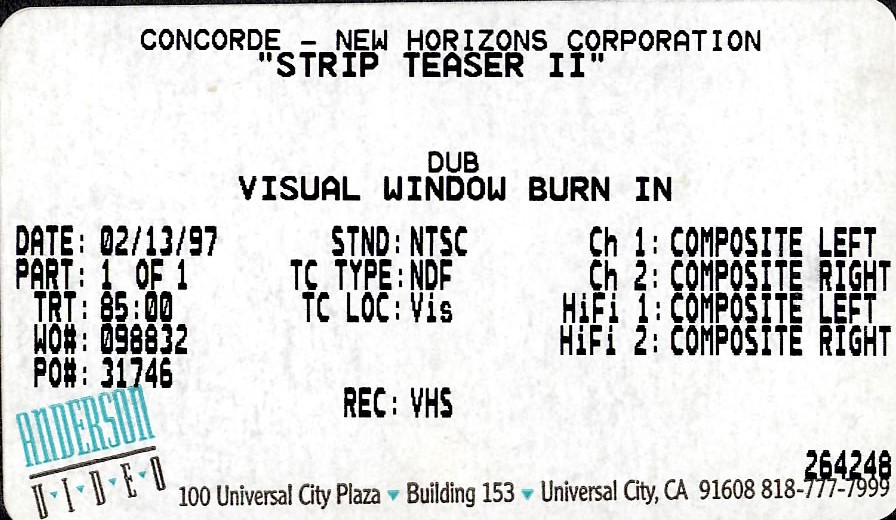 CONCORDE - NEW HORIZONS CORPORATION
"STRIP TEASER II"
DUB
VISUAL WINDOW BURN IN
DATE: 02/13/97 STND: NTSC Ch 1: COMPOSITE LEFT
PART: 1 OF 1 TC TYPE: NDF Ch 2: COMPOSITE RIGHT
TRT: 85:00 TC LOC: Vis HiFi 1: COMPOSITE LEFT
WO#: 098832 HiFi 2: COMPOSITE RIGHT
PO#: 31746
REC: VHS
ANDERSON
V·I·D·E·O
264248
100 Universal City Plaza ▾ Building 153 ▾ Universal City, CA 91608 818-777-7999